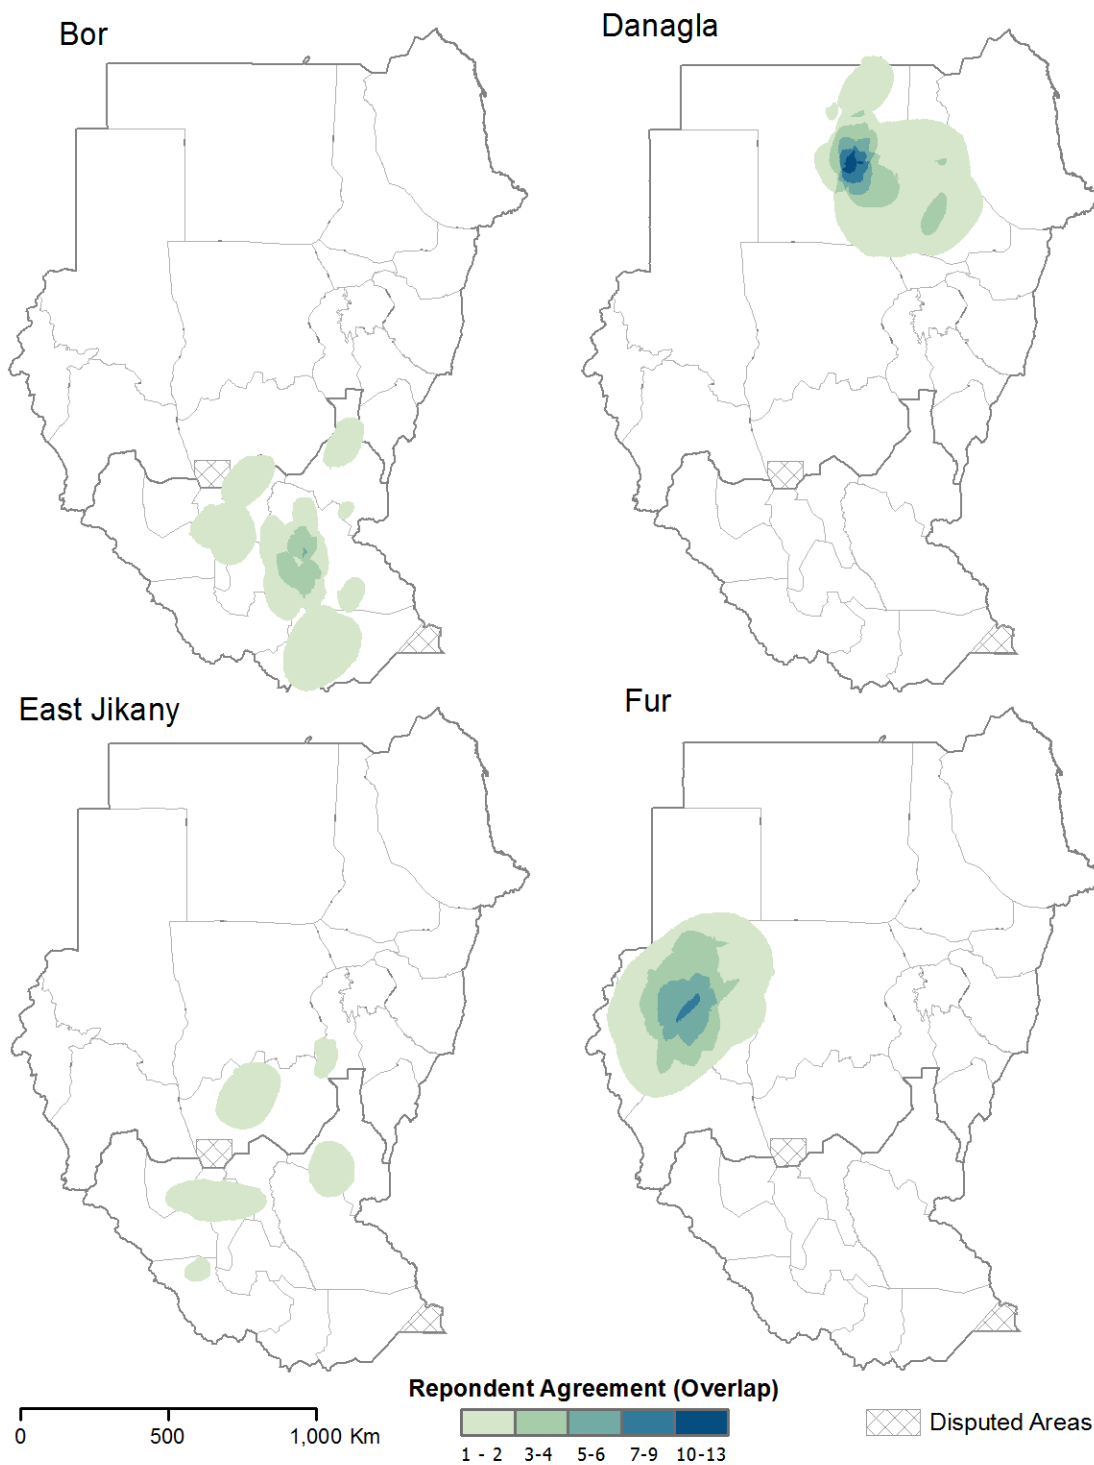 Bor
Danagla
East Jikany
Fur
Repondent Agreement (Overlap)
1 - 2 3-4 5-6 7-9 10-13
Disputed Areas
0 500 1,000 Km